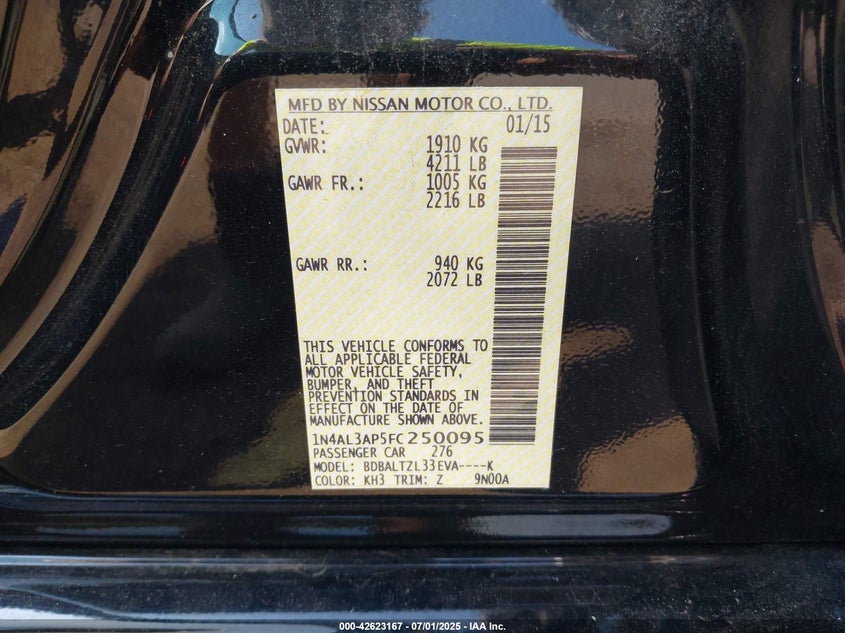 MFD BY NISSAN MOTOR CO., LTD.
DATE: 01/15
GVWR: 1910 KG
4211 LB
GAWR FR.: 1005 KG
2216 LB
GAWR RR.: 940 KG
2072 LB
THIS VEHICLE CONFORMS TO
ALL APPLICABLE FEDERAL
MOTOR VEHICLE SAFETY,
BUMPER, AND THEFT
PREVENTION STANDARDS IN
EFFECT ON THE DATE OF
MANUFACTURE SHOWN ABOVE.
1N4AL3AP5FC250095
PASSENGER CAR 276
MODEL: BDBALTZL33EVA----K
COLOR: KH3 TRIM: Z 9N00A
000-42623167 - 07/01/2025 - IAA Inc.